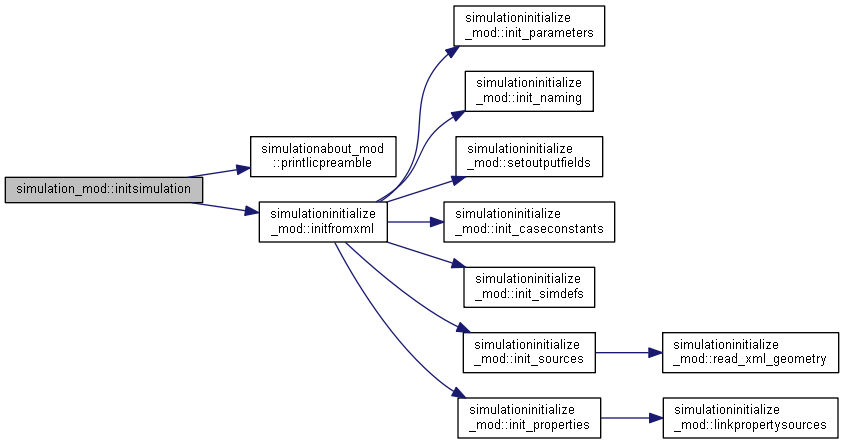 simulationinitialize
_mod::init_parameters
simulationinitialize
_mod::init_naming
simulationabout_mod
::printlicpreamble
simulationinitialize
_mod::setoutputfields
simulation_mod::initsimulation
simulationinitialize
_mod::initfromxml
simulationinitialize
_mod::init_caseconstants
simulationinitialize
_mod::init_simdefs
simulationinitialize
_mod::init_sources
simulationinitialize
_mod::read_xml_geometry
simulationinitialize
_mod::init_properties
simulationinitialize
_mod::linkpropertysources